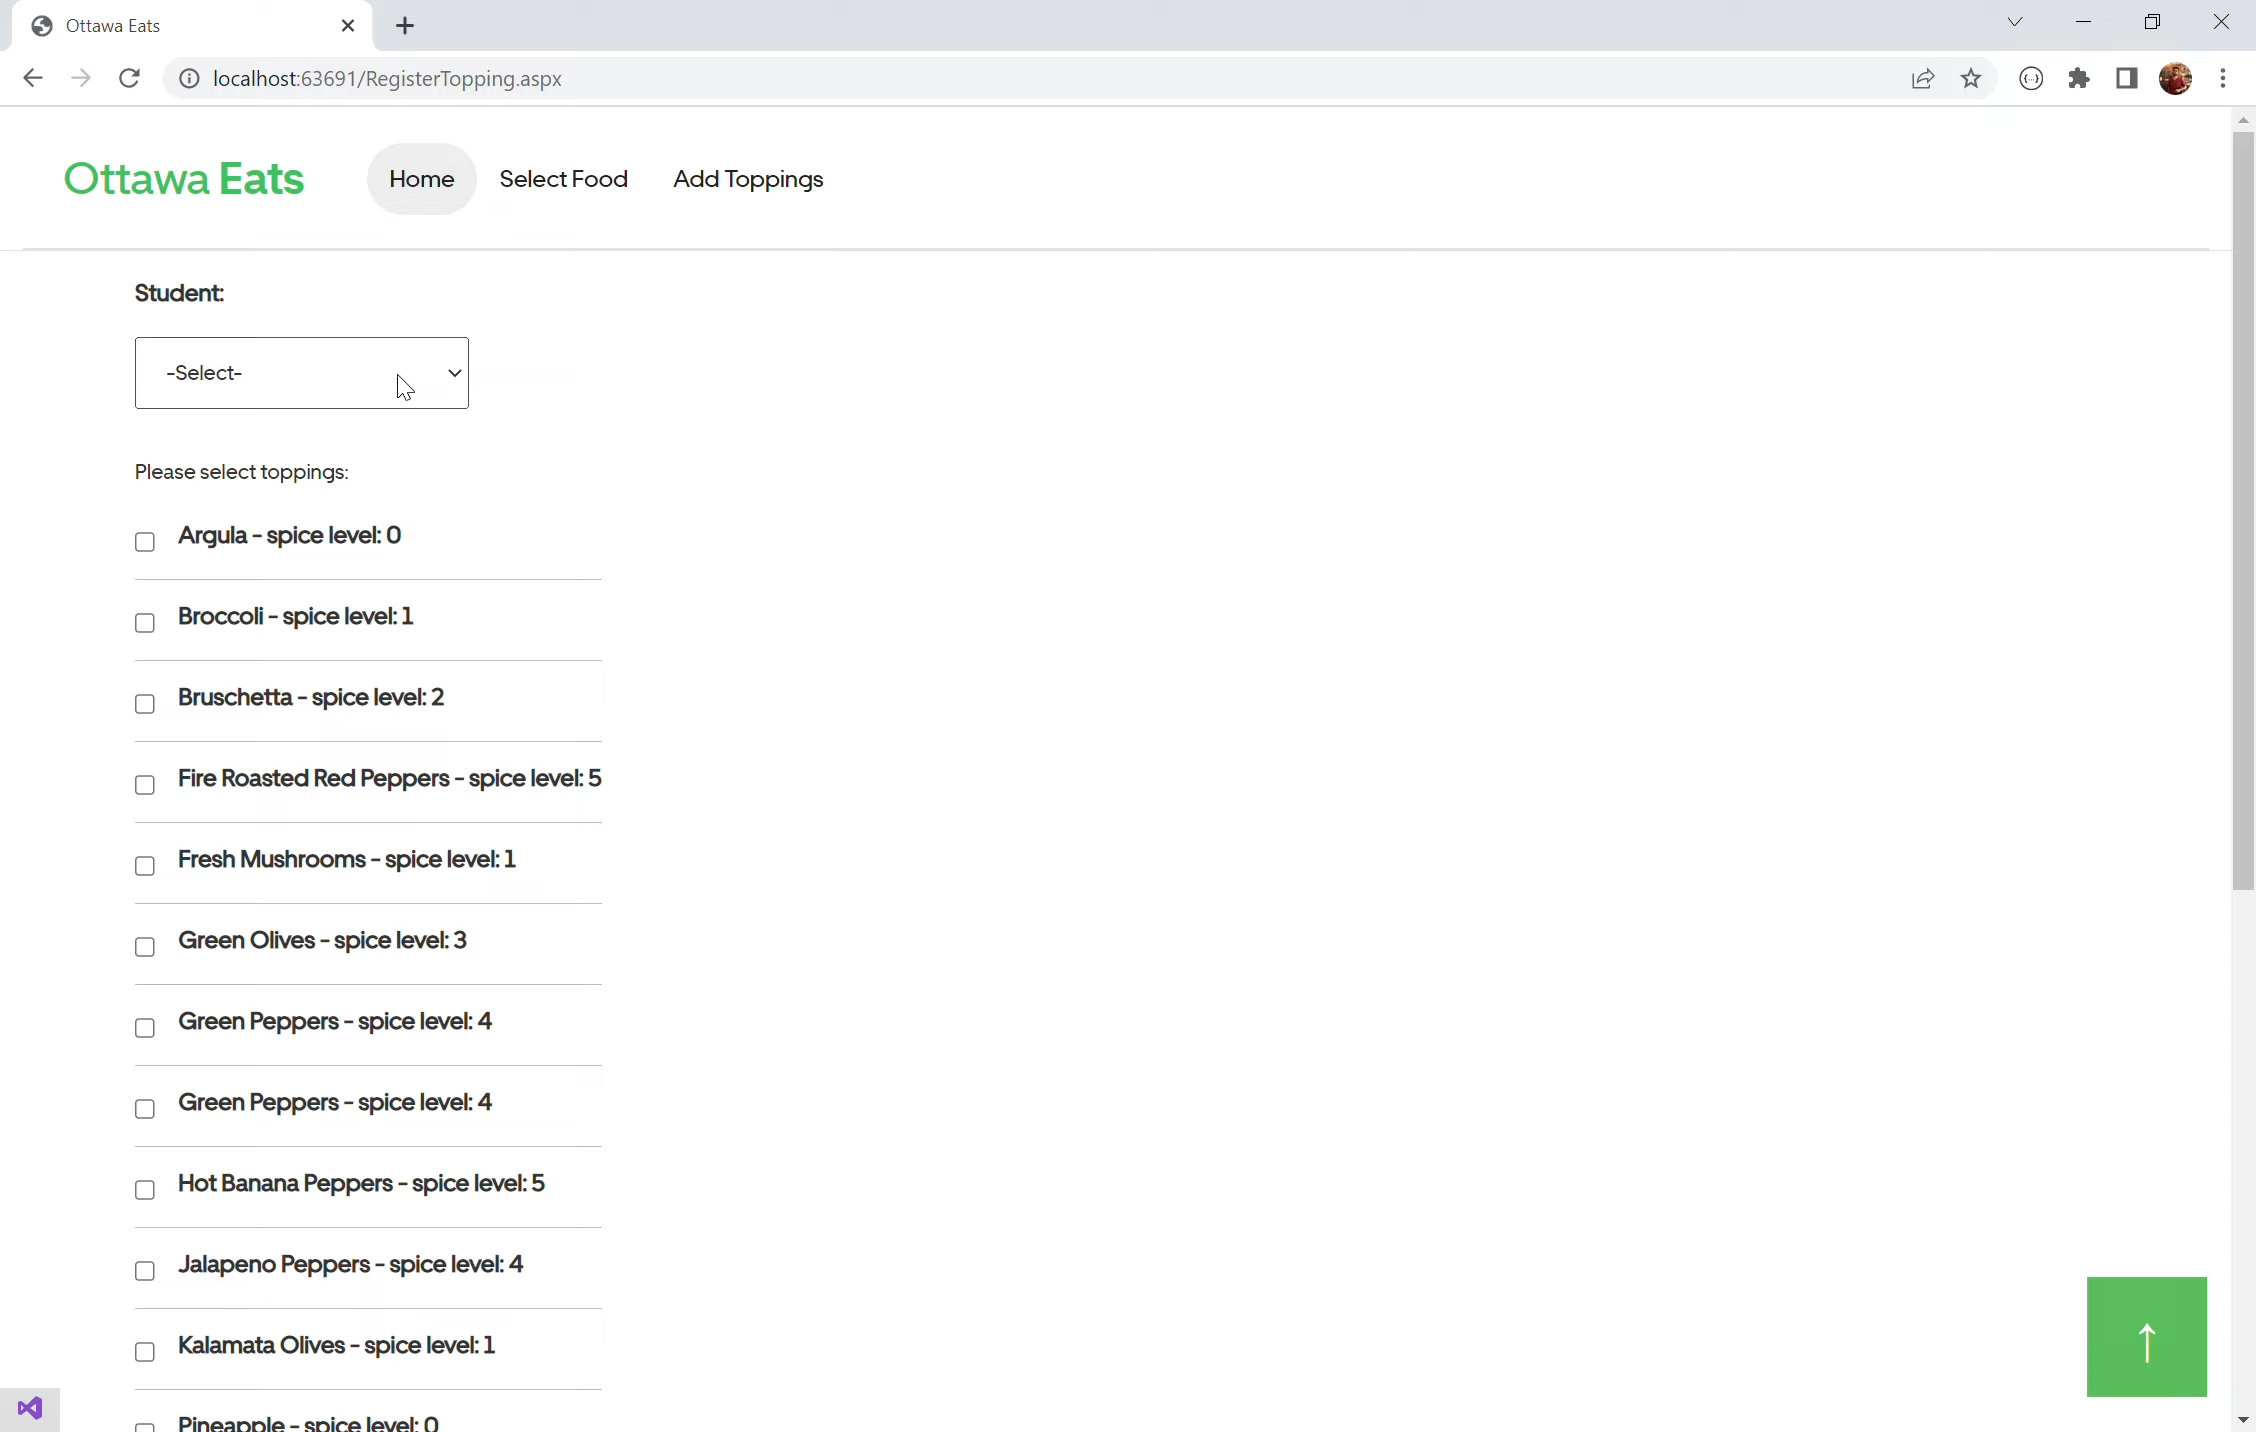 Ottawa Eats
localhost:63691/RegisterTopping.aspx
Ottawa Eats
Home
Select Food
Add Toppings
Student:
-Select-
Please select toppings:
Argula - spice level: 0
Broccoli - spice level: 1
Bruschetta - spice level: 2
Fire Roasted Red Peppers - spice level: 5
Fresh Mushrooms - spice level: 1
Green Olives - spice level: 3
Green Peppers - spice level: 4
Green Peppers - spice level: 4
Hot Banana Peppers - spice level: 5
Jalapeno Peppers - spice level: 4
Kalamata Olives - spice level: 1
Pineapple - spice level: 0